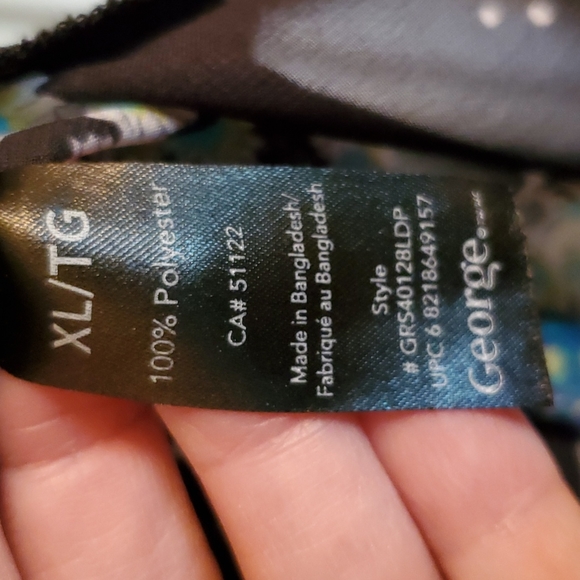 XL/TG
100% Polyester
CA# 51122
Made in Bangladesh/
Fabriqué au Bangladesh
Style
# GRS40128LDP
UPC 6 8218649157
George